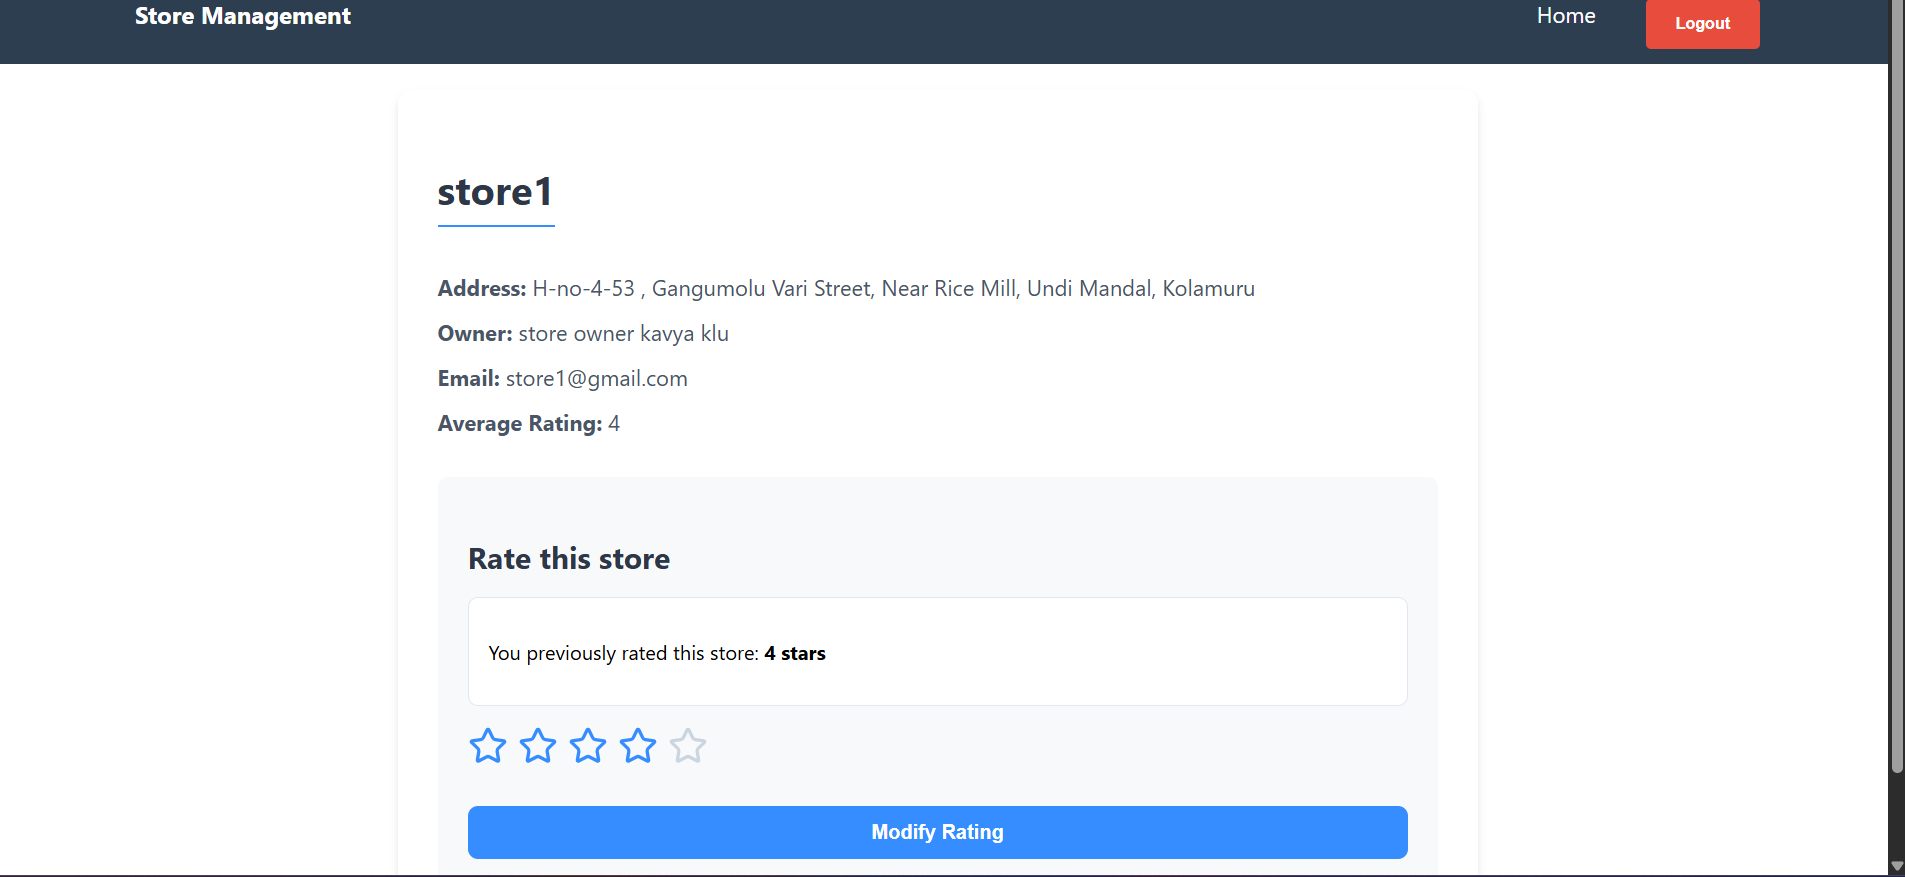 Store Management
Home
Logout
store1
Address: H-no-4-53 , Gangumolu Vari Street, Near Rice Mill, Undi Mandal, Kolamuru
Owner: store owner kavya klu
Email: store1@gmail.com
Average Rating: 4
Rate this store
You previously rated this store: 4 stars
Modify Rating